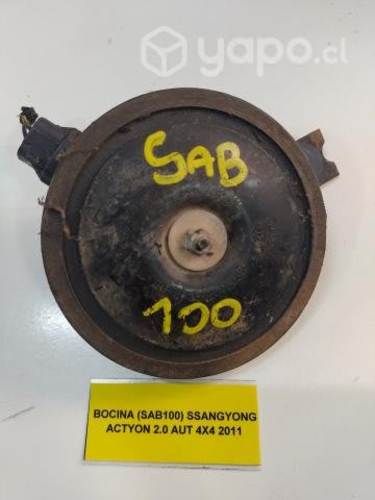 yapo.cl
SAB
100
BOCINA (SAB100) SSANGYONG
ACTYON 2.0 AUT 4X4 2011